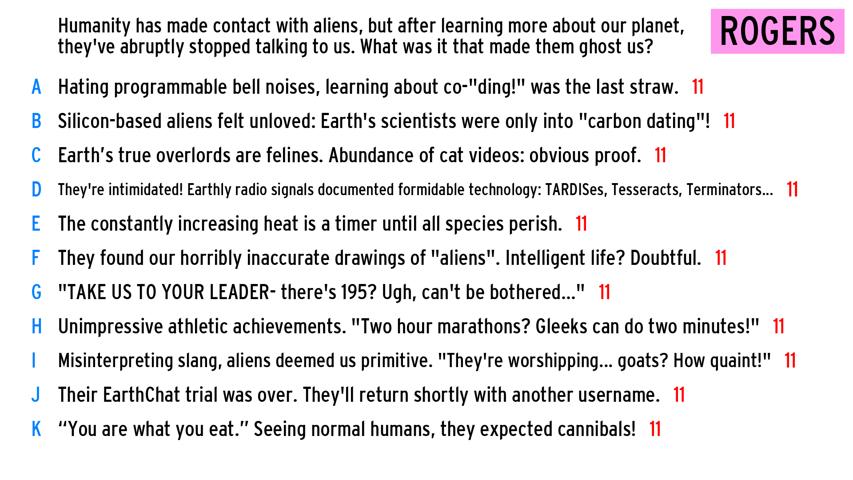 Humanity has made contact with aliens, but after learning more about our planet,
they've abruptly stopped talking to us. What was it that made them ghost us?
ROGERS
A Hating programmable bell noises, learning about co-"ding!" was the last straw. 11
B Silicon-based aliens felt unloved: Earth's scientists were only into "carbon dating"! 11
C Earth’s true overlords are felines. Abundance of cat videos: obvious proof. 11
D They're intimidated! Earthly radio signals documented formidable technology: TARDISes, Tesseracts, Terminators... 11
E The constantly increasing heat is a timer until all species perish. 11
F They found our horribly inaccurate drawings of "aliens". Intelligent life? Doubtful. 11
G "TAKE US TO YOUR LEADER- there's 195? Ugh, can't be bothered..." 11
H Unimpressive athletic achievements. "Two hour marathons? Gleeks can do two minutes!" 11
I Misinterpreting slang, aliens deemed us primitive. "They're worshipping... goats? How quaint!" 11
J Their EarthChat trial was over. They'll return shortly with another username. 11
K “You are what you eat.” Seeing normal humans, they expected cannibals! 11